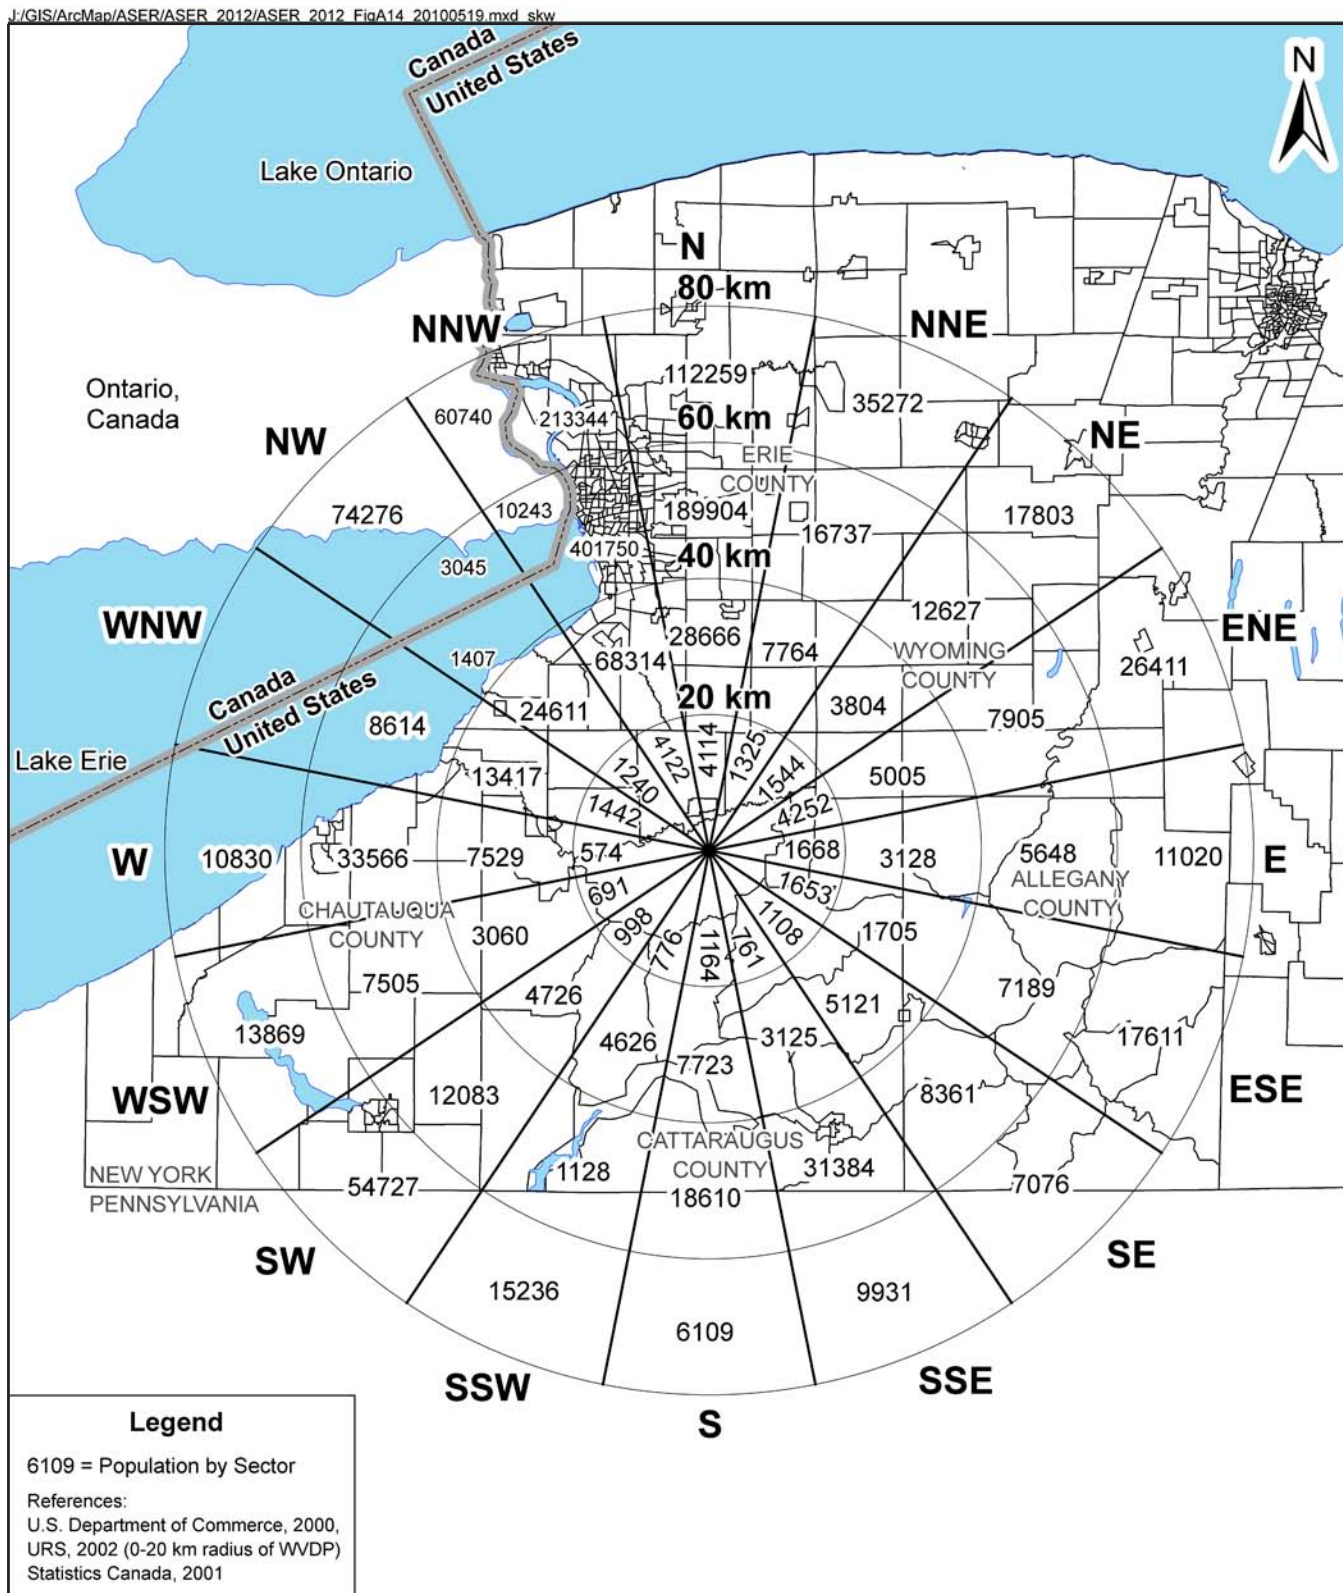 J:/GIS/ArcMap/ASER/ASER_2012/ASER_2012_FigA14_20100519.mxd_skw
Canada
United States
N
Lake Ontario
N
80 km
NNW
NNE
112259
Ontario,
Canada
35272
60740
213344
60 km
NW
NE
ERIE
COUNTY
74276
10243
189904
17803
16737
401750
40 km
3045
12627
WNW
ENE
28666
7764
WYOMING
COUNTY
1407
68314
26411
Canada
United States
20 km
24611
3804
7905
8614
4114
1325
4122
Lake Erie
13417
1240
1544
5005
1442
4252
W
10830
33566
7529
574
1668
3128
5648
11020
E
691
1653
ALLEGANY
COUNTY
CHAUTAUQUA
COUNTY
998
1108
3060
776
1164
761
1705
7505
4726
5121
7189
13869
4626
7723
3125
17611
WSW
12083
8361
ESE
CATTARAUGUS
COUNTY
NEW YORK
PENNSYLVANIA
54727
1128
31384
7076
18610
SW
SE
15236
9931
6109
SSW
SSE
S
Legend
6109 = Population by Sector
References:
U.S. Department of Commerce, 2000,
URS, 2002 (0-20 km radius of WVDP)
Statistics Canada, 2001